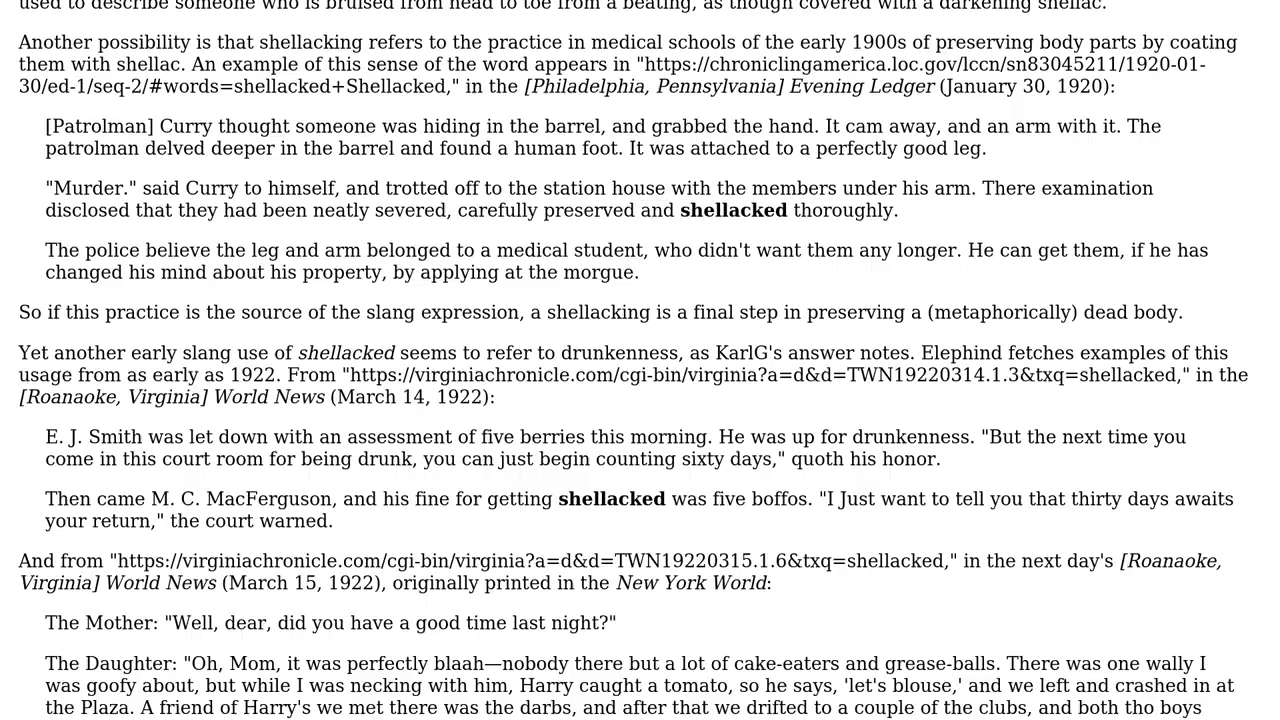 used to describe someone who is bruised from head to toe from a beating, as though covered with a darkening shellac.
Another possibility is that shellacking refers to the practice in medical schools of the early 1900s of preserving body parts by coating
them with shellac. An example of this sense of the word appears in "https://chroniclingamerica.loc.gov/lccn/sn83045211/1920-01-
30/ed-1/seq-2/#words=shellacked+Shellacked," in the [Philadelphia, Pennsylvania] Evening Ledger (January 30, 1920):
[Patrolman] Curry thought someone was hiding in the barrel, and grabbed the hand. It cam away, and an arm with it. The
patrolman delved deeper in the barrel and found a human foot. It was attached to a perfectly good leg.
"Murder." said Curry to himself, and trotted off to the station house with the members under his arm. There examination
disclosed that they had been neatly severed, carefully preserved and shellacked thoroughly.
The police believe the leg and arm belonged to a medical student, who didn't want them any longer. He can get them, if he has
changed his mind about his property, by applying at the morgue.
So if this practice is the source of the slang expression, a shellacking is a final step in preserving a (metaphorically) dead body.
Yet another early slang use of shellacked seems to refer to drunkenness, as KarlG's answer notes. Elephind fetches examples of this
usage from as early as 1922. From "https://virginiachronicle.com/cgi-bin/virginia?a=d&d=TWN19220314.1.3&txq=shellacked," in the
[Roanaoke, Virginia] World News (March 14, 1922):
E. J. Smith was let down with an assessment of five berries this morning. He was up for drunkenness. "But the next time you
come in this court room for being drunk, you can just begin counting sixty days," quoth his honor.
Then came M. C. MacFerguson, and his fine for getting shellacked was five boffos. "I Just want to tell you that thirty days awaits
your return," the court warned.
And from "https://virginiachronicle.com/cgi-bin/virginia?a=d&d=TWN19220315.1.6&txq=shellacked," in the next day's [Roanaoke,
Virginia] World News (March 15, 1922), originally printed in the New York World:
The Mother: "Well, dear, did you have a good time last night?"
The Daughter: "Oh, Mom, it was perfectly blaah—nobody there but a lot of cake-eaters and grease-balls. There was one wally I
was goofy about, but while I was necking with him, Harry caught a tomato, so he says, 'let's blouse,' and we left and crashed in at
the Plaza. A friend of Harry's we met there was the darbs, and after that we drifted to a couple of the clubs, and both tho boys